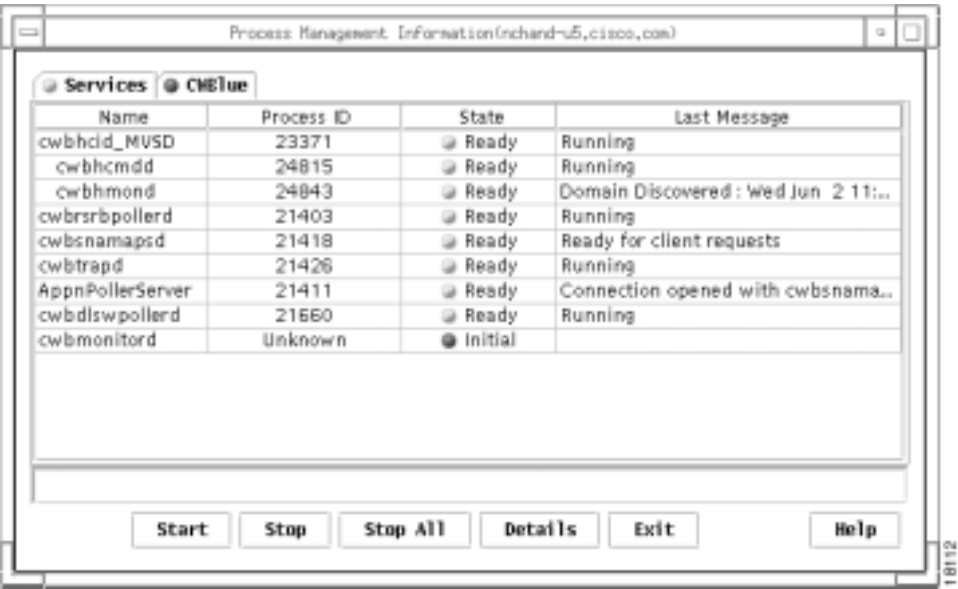 Process Management Information(nchand-u5.cisco.com)
Services CWBlue
Name Process ID State Last Message
cwbhcid_MVSD 23371 Ready Running
cwbhcmdd 24815 Ready Running
cwbhmond 24843 Ready Domain Discovered : Wed Jun 2 11:...
cwbrsrbpollerd 21403 Ready Running
cwbsnamapsd 21418 Ready Ready for client requests
cwbtrapd 21426 Ready Running
AppnPollerServer 21411 Ready Connection opened with cwbsnama...
cwbdlswpollerd 21660 Ready Running
cwbmonitord Unknown Initial
Start Stop Stop All Details Exit Help
18112